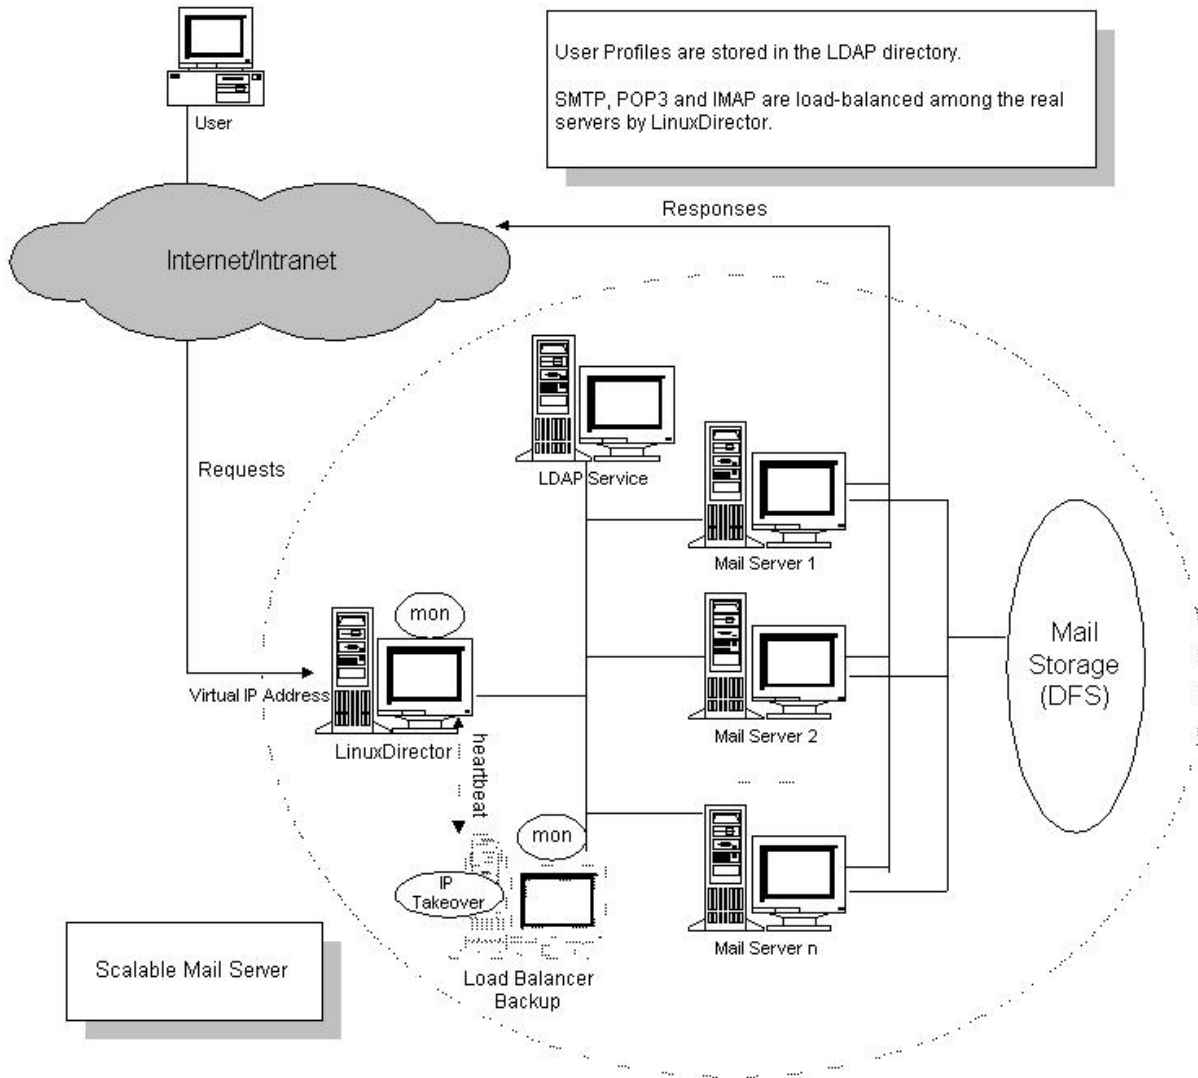 User Profiles are stored in the LDAP directory.
SMTP, POP3 and IMAP are load-balanced among the real
servers by LinuxDirector.
User
Responses
Internet/Intranet
Requests
LDAP Service
Mail Server 1
mon
Virtual IP Address
LinuxDirector
heartbeat
Mail Server 2
Mail
Storage
(DFS)
mon
IP
Takeover
Load Balancer
Backup
Mail Server n
Scalable Mail Server